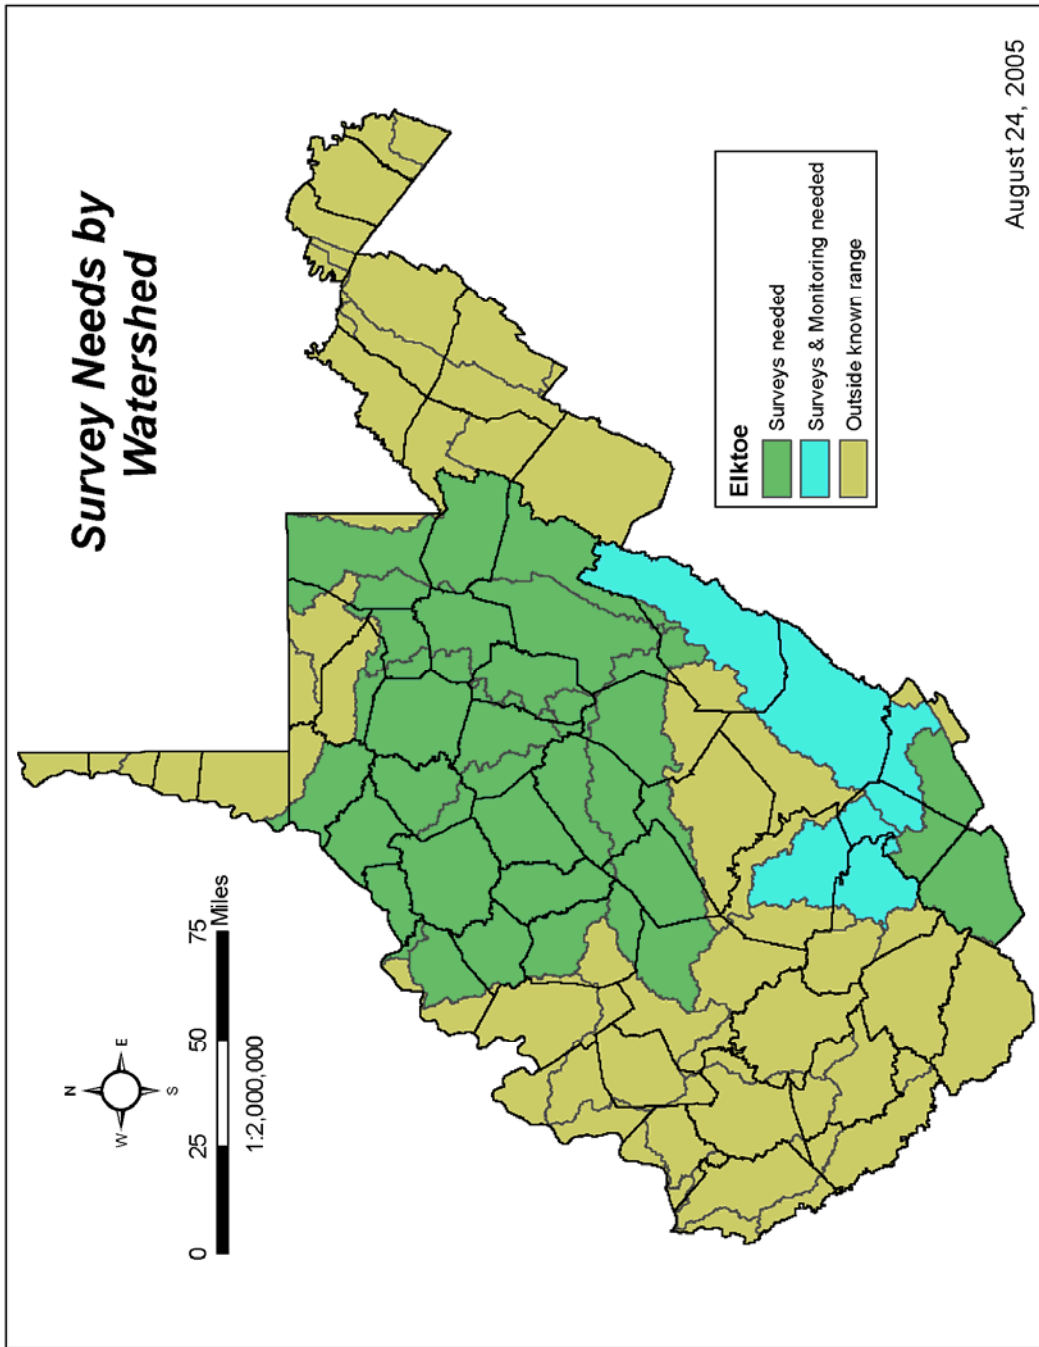 Survey Needs by
Watershed
N
W
E
S
0
25
50
75
Miles
1:2,000,000
Elktoe
Surveys needed
Surveys & Monitoring needed
Outside known range
August 24, 2005